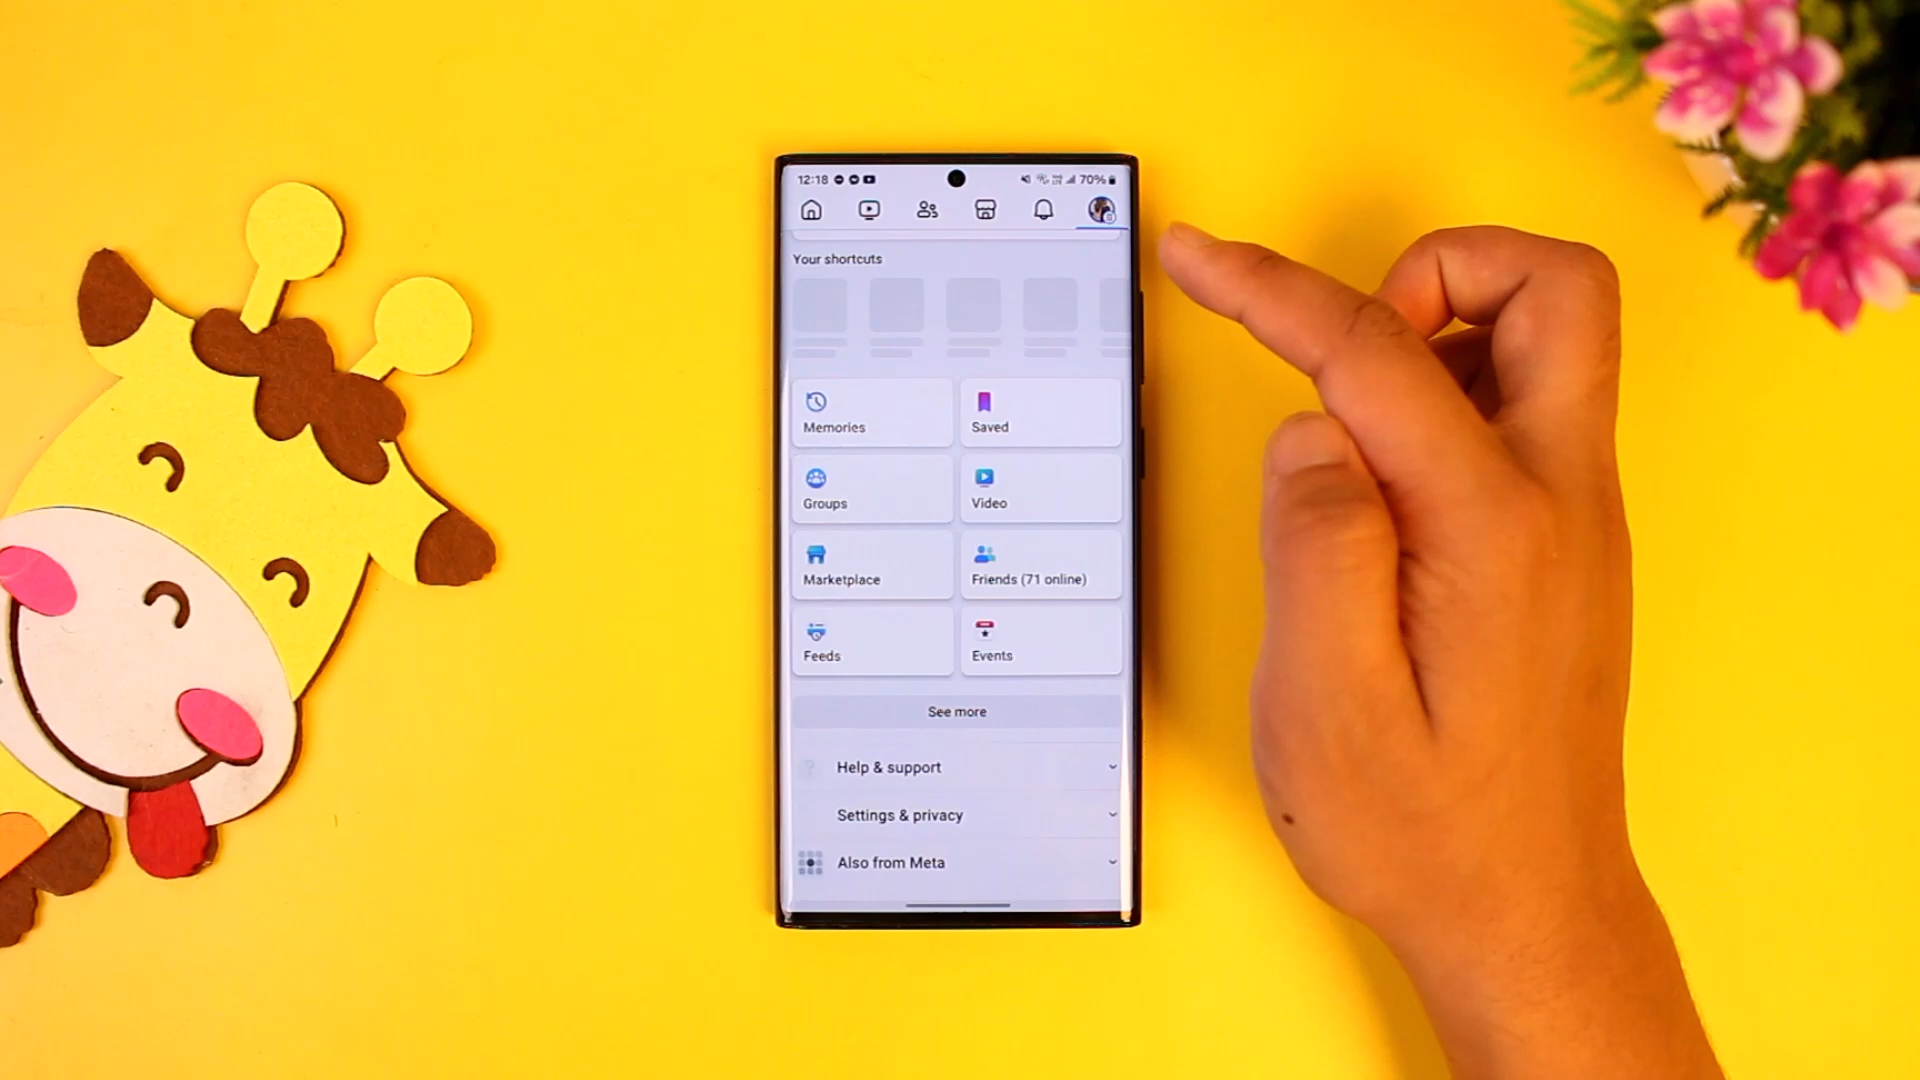 12:18 70%
Your shortcuts
Memories Saved
Groups Video
Marketplace Friends (71 online)
Feeds Events
See more
Help & support
Settings & privacy
Also from Meta